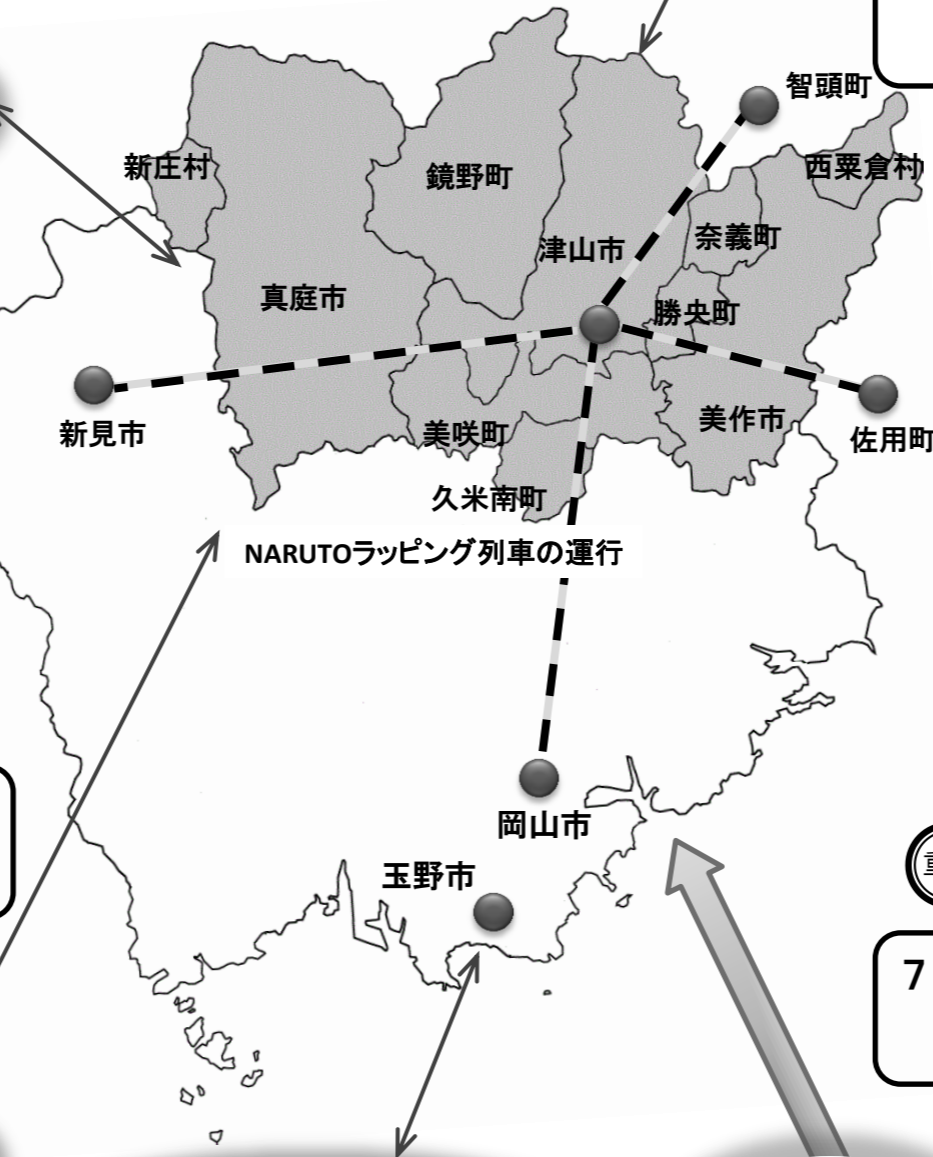 智頭町
新庄村
鏡野町
西粟倉村
奈義町
津山市
真庭市
勝央町
新見市
美咲町
美作市
佐用町
久米南町
NARUTOラッピング列車の運行
岡山市
玉野市
7